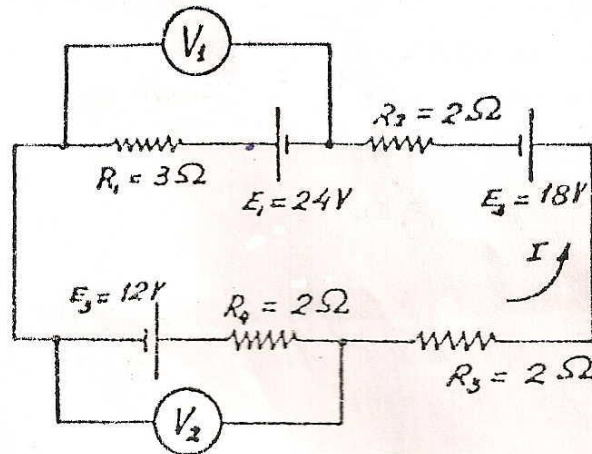 V₁
R₂ = 2Ω
R₁ = 3Ω
E₁ = 24V
E₂ = 18V
I
E₃ = 12V
R₄ = 2Ω
R₃ = 2Ω
V₂